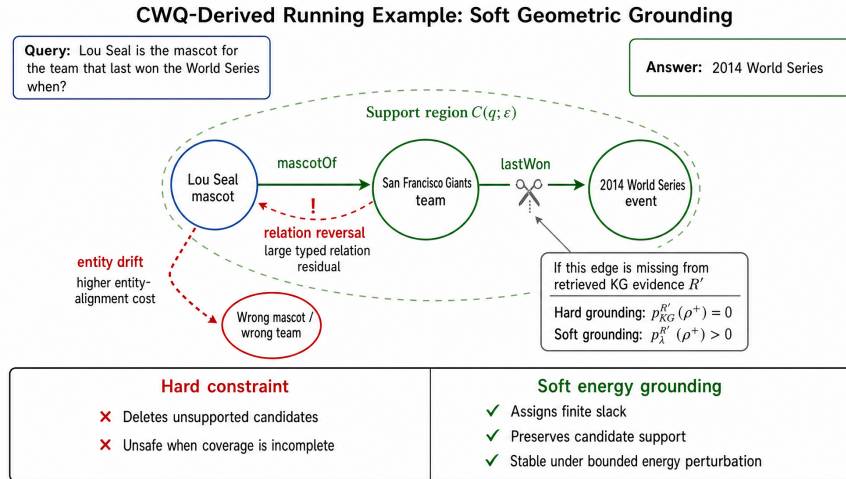 CWQ-Derived Running Example: Soft Geometric Grounding
Query: Lou Seal is the mascot for
the team that last won the World Series
when?
Answer: 2014 World Series
Support region C(q; ε)
Lou Seal
mascot
mascotOf
San Francisco Giants
team
lastWon
2014 World Series
event
!
relation reversal
large typed relation
residual
entity drift
higher entity-
alignment cost
Wrong mascot /
wrong team
If this edge is missing from
retrieved KG evidence R′
Hard grounding: p_{KG}^{R′}(ρ⁺) = 0
Soft grounding: p_λ^{R′} (ρ⁺) > 0
Hard constraint
✗ Deletes unsupported candidates
✗ Unsafe when coverage is incomplete
Soft energy grounding
✓ Assigns finite slack
✓ Preserves candidate support
✓ Stable under bounded energy perturbation